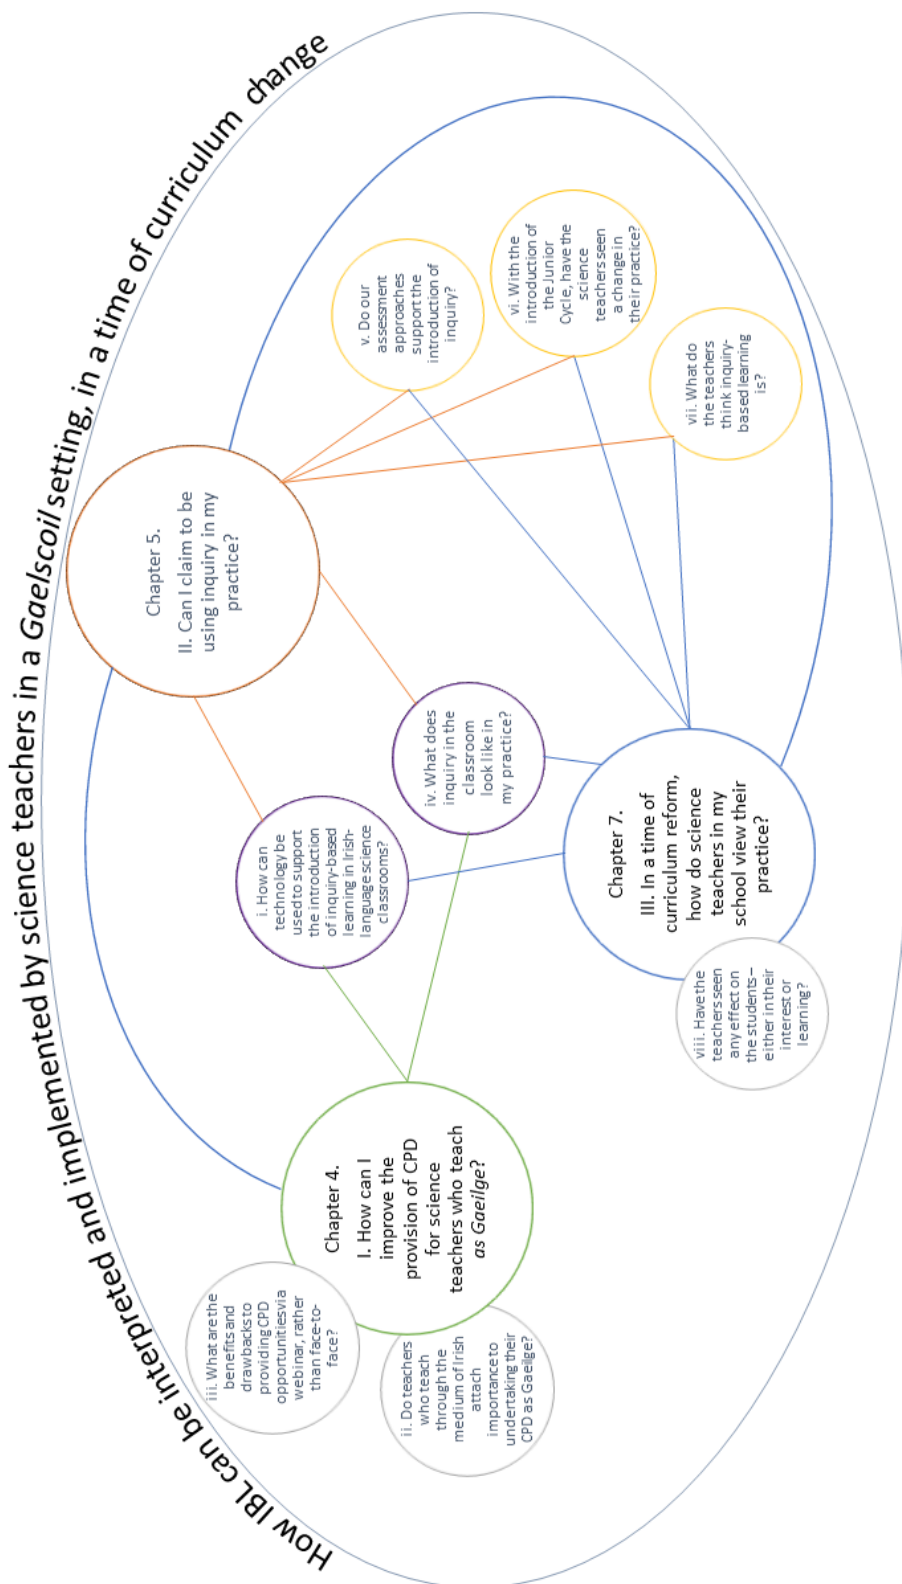 How IBL can be interpreted and implemented by science teachers in a Gaelscoil setting, in a time of curriculum change
iii. What are the
benefits and
drawbacks to
providing CPD
opportunities via
webinar, rather
than face-to-
face?
ii. Do teachers
who teach
through the
medium of Irish
attach
importance to
undertaking their
CPD as Gaeilge?
Chapter 4.
I. How can I
improve the
provision of CPD
for science
teachers who teach
as Gaeilge?
i. How can
technology be
used to support
the introduction
of inquiry-based
learning in Irish-
language science
classrooms?
iv. What does
inquiry in the
classroom
look like in
my practice?
Chapter 5.
II. Can I claim to be
using inquiry in my
practice?
Chapter 7.
III. In a time of
curriculum reform,
how do science
teachers in my
school view their
practice?
viii. Have the
teachers seen
any effect on
the students –
either in their
interest or
learning?
v. Do our
assessment
approaches
support the
introduction of
inquiry?
vi. With the
introduction of
the Junior
Cycle, have the
science
teachers seen
a change in
their practice?
vii. What do
the teachers
think inquiry-
based learning
is?